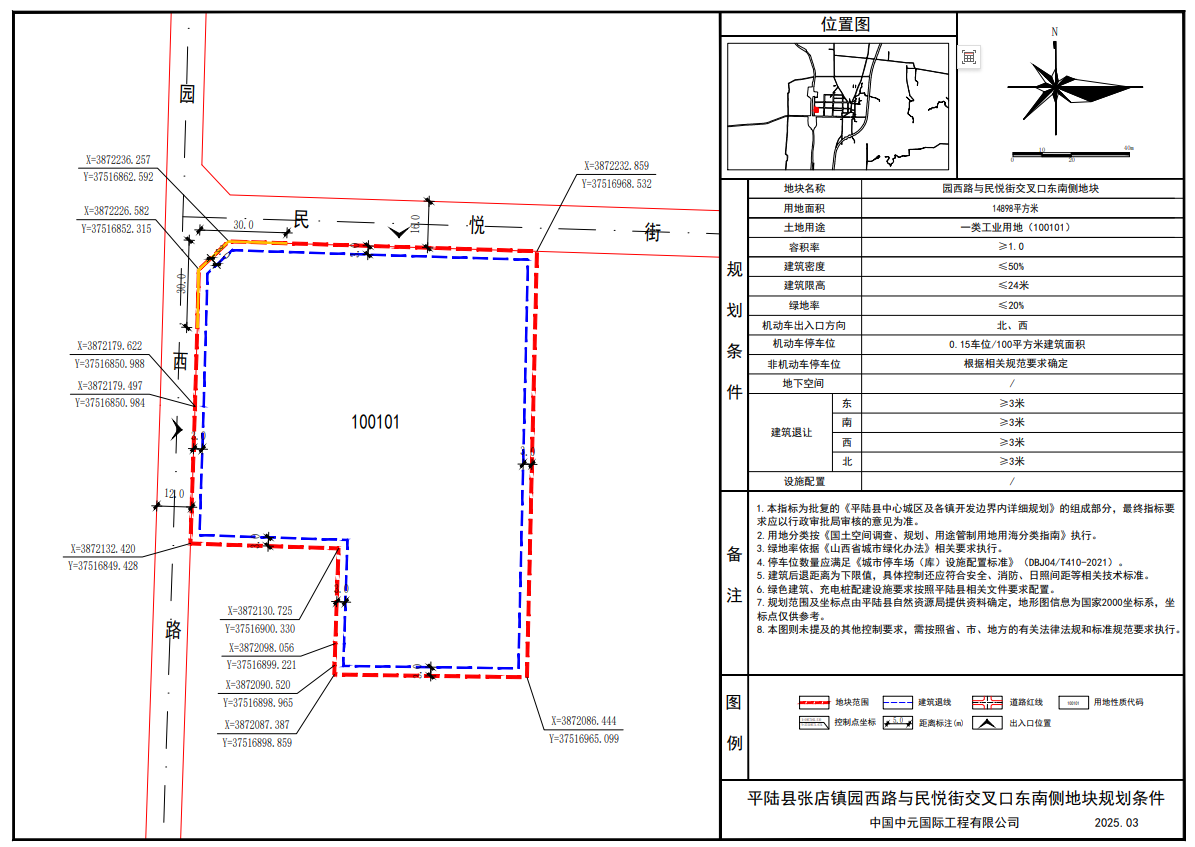 园
X=3872236.257
Y=37516862.592
X=3872226.582
Y=37516852.315
X=3872232.859
Y=37516968.532
30.0
民
16.0
悦
街
30.0
西
X=3872179.622
Y=37516850.988
X=3872179.497
Y=37516850.984
100101
12.0
X=3872132.420
Y=37516849.428
路
X=3872130.725
Y=37516900.330
X=3872098.056
Y=37516899.221
X=3872090.520
Y=37516898.965
X=3872087.387
Y=37516898.859
X=3872086.444
Y=37516965.099
位置图
N
0 10 20 40m
规划条件
地块名称 园西路与民悦街交叉口东南侧地块
用地面积 14898平方米
土地用途 一类工业用地（100101）
容积率 ≥1.0
建筑密度 ≤50%
建筑限高 ≤24米
绿地率 ≤20%
机动车出入口方向 北、西
机动车停车位 0.15车位/100平方米建筑面积
非机动车停车位 根据相关规范要求确定
地下空间 /
建筑退让
东 ≥3米
南 ≥3米
西 ≥3米
北 ≥3米
设施配置 /
备注
1.本指标为批复的《平陆县中心城区及各镇开发边界内详细规划》的组成部分，最终指标要
求应以行政审批局审核的意见为准。
2.用地分类按《国土空间调查、规划、用途管制用地用海分类指南》执行。
3.绿地率依据《山西省城市绿化办法》相关要求执行。
4.停车位数量应满足《城市停车场（库）设施配置标准》（DBJ04/T410-2021）。
5.建筑后退距离为下限值，具体控制还应符合安全、消防、日照间距等相关技术标准。
6.绿色建筑、充电桩配建设施要求按照平陆县相关文件要求配置。
7.规划范围及坐标点由平陆县自然资源局提供资料确定，地形图信息为国家2000坐标系，坐
标点仅供参考。
8.本图则未提及的其他控制要求，需按照省、市、地方的有关法律法规和标准规范要求执行。
图例
地块范围 建筑退线 道路红线 100101 用地性质代码
控制点坐标 5.0 距离标注(m) 出入口位置
平陆县张店镇园西路与民悦街交叉口东南侧地块规划条件
中国中元国际工程有限公司 2025.03